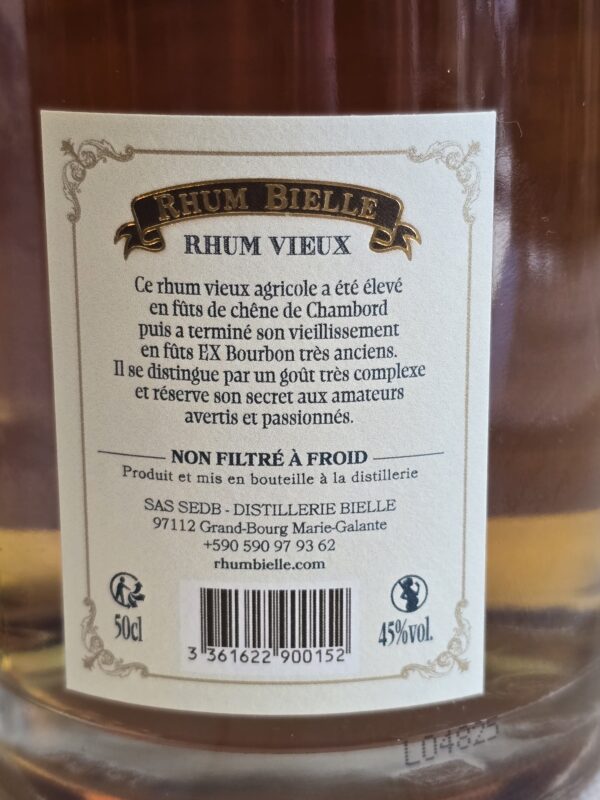 RHUM BIELLE
RHUM VIEUX
Ce rhum vieux agricole a été élevé
en fûts de chêne de Chambord
puis a terminé son vieillissement
en fûts EX Bourbon très anciens.
Il se distingue par un goût très complexe
et réserve son secret aux amateurs
avertis et passionnés.
NON FILTRÉ À FROID
Produit et mis en bouteille à la distillerie
SAS SEDB - DISTILLERIE BIELLE
97112 Grand-Bourg Marie-Galante
+590 590 97 93 62
rhumbielle.com
50cl
3 361622 900152
45%vol.
L04825